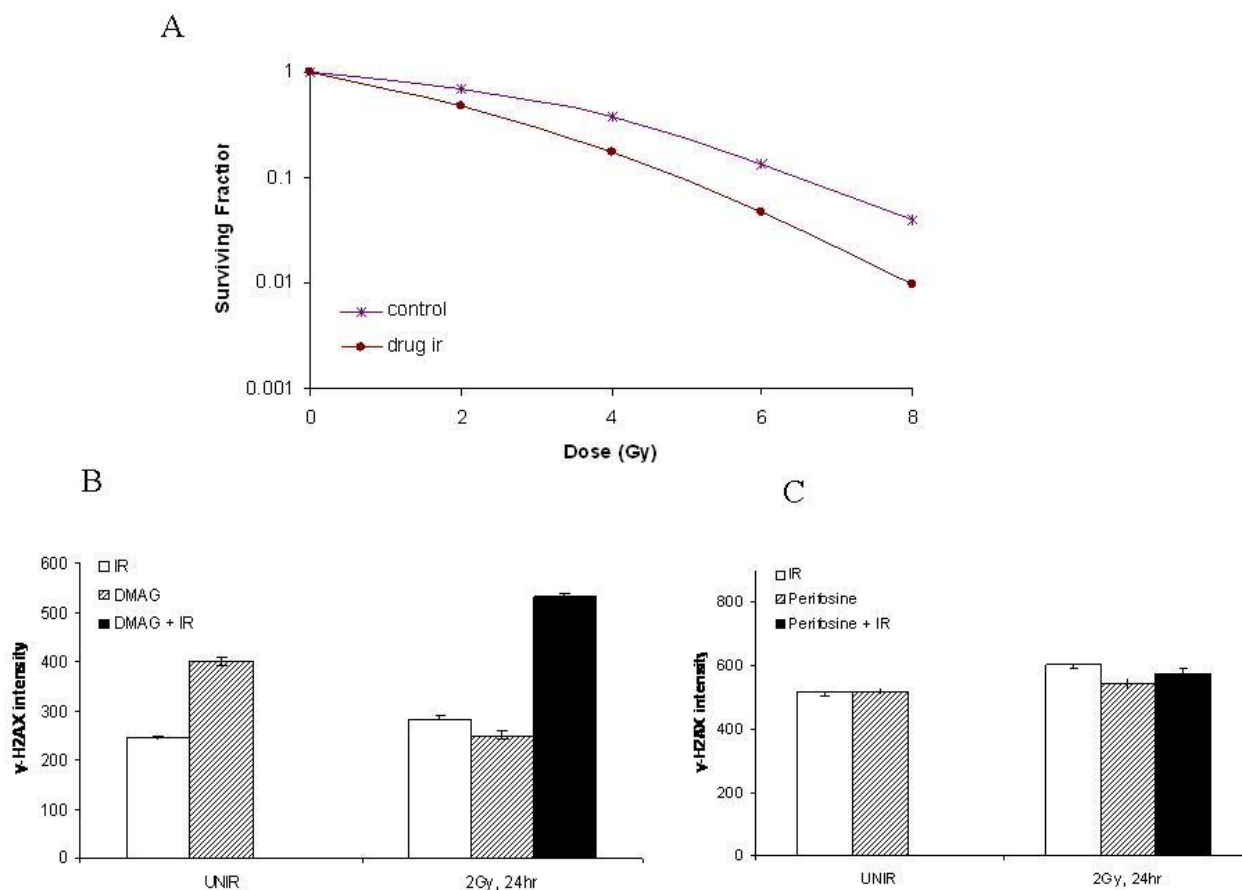 A
1
0.1
0.01
0.001
Surviving Fraction
control
drug ir
0 2 4 6 8
Dose (Gy)
B
600
500
400
300
200
100
0
γ-H2AX intensity
IR
DMAG
DMAG + IR
UNIR 2Gy, 24hr
C
800
600
400
200
0
γ-H2AX intensity
IR
Perifosine
Perifosine + IR
UNIR 2Gy, 24hr